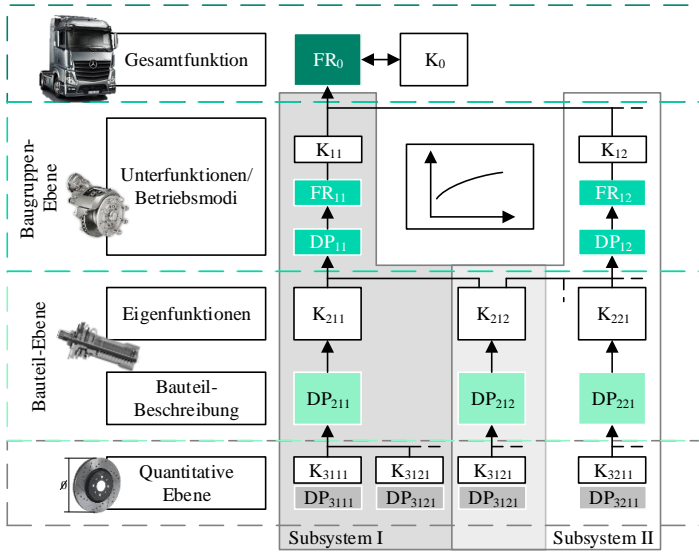 Gesamtfunktion
FR0
K0
Baugruppen-
Ebene
Unterfunktionen/
Betriebsmodi
K11
K12
FR11
FR12
DP11
DP12
Bauteil-Ebene
Eigenfunktionen
K211
K212
K221
Bauteil-
Beschreibung
DP211
DP212
DP221
Ø
Quantitative
Ebene
K3111
K3121
K3121
K3211
DP3111
DP3121
DP3121
DP3211
Subsystem I
Subsystem II